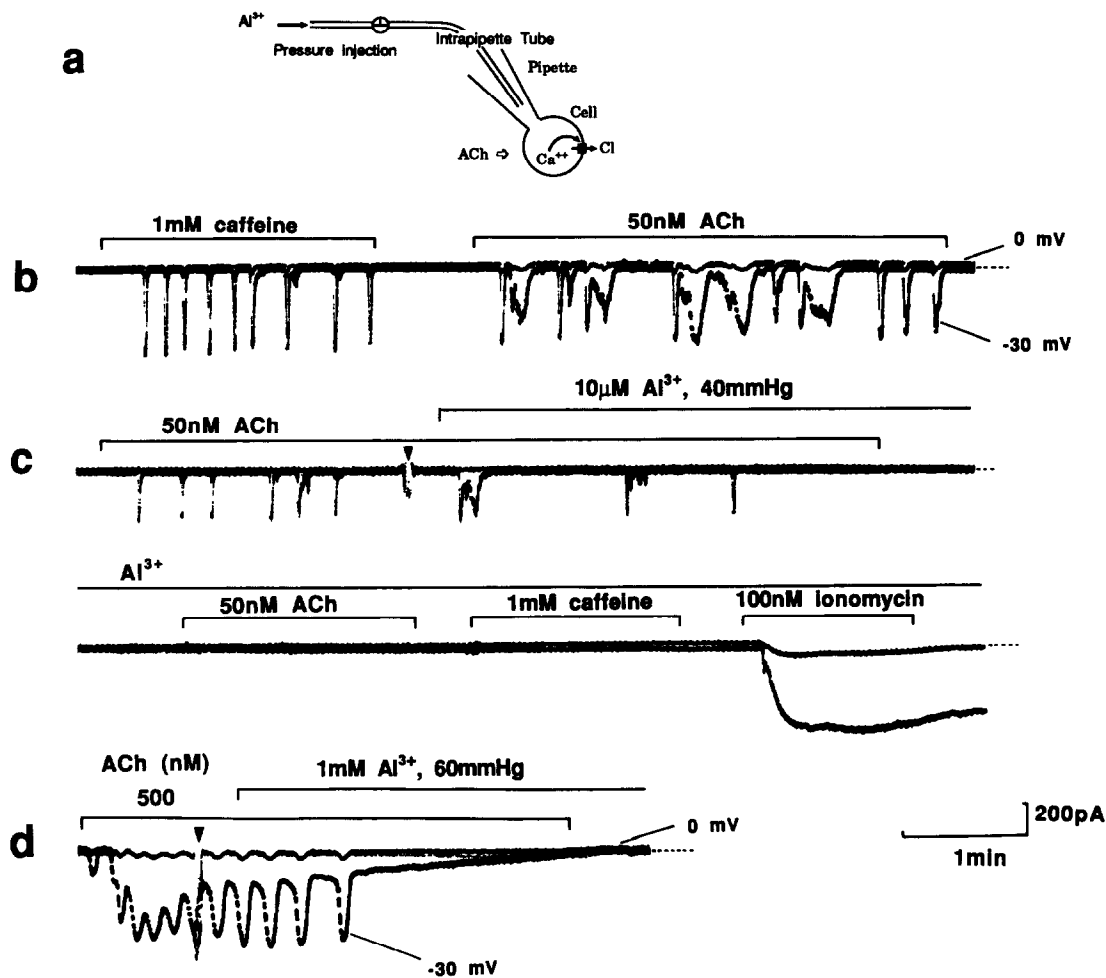 a
Al³⁺
Pressure injection
Intrapipette Tube
Pipette
Cell
ACh ⇨
Ca⁺⁺
Cl
b
1mM caffeine
50nM ACh
0 mV
-30 mV
c
10μM Al³⁺, 40mmHg
50nM ACh
Al³⁺
50nM ACh
1mM caffeine
100nM ionomycin
d
ACh (nM)
500
1mM Al³⁺, 60mmHg
0 mV
-30 mV
200pA
1min